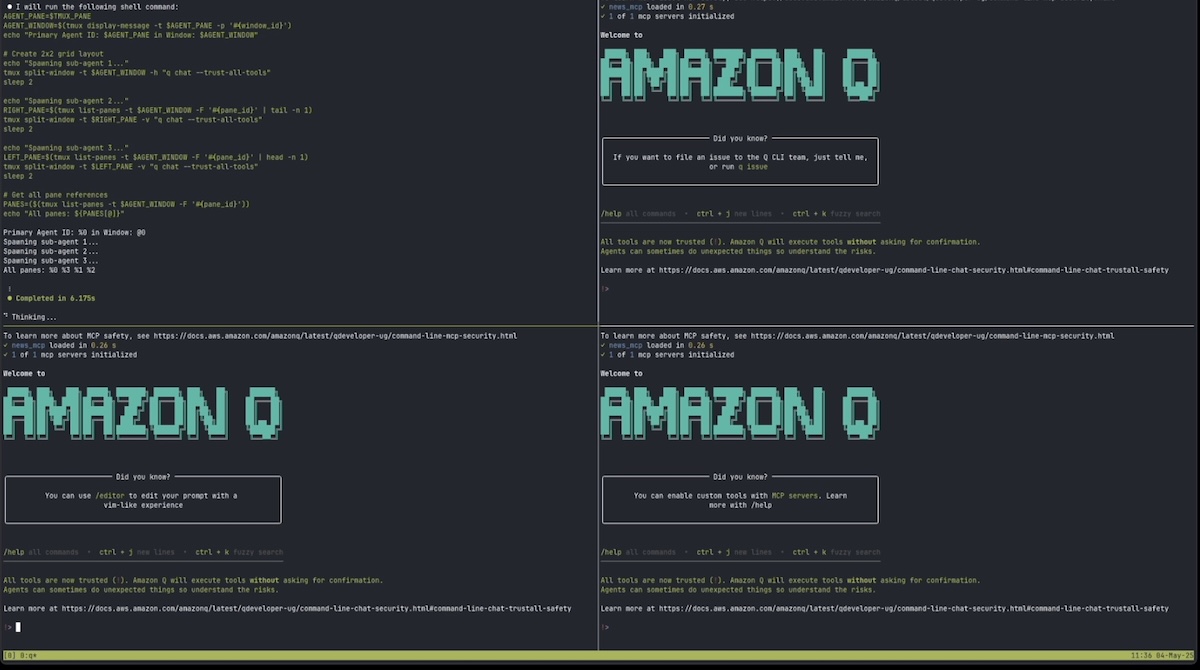 ● I will run the following shell command:
AGENT_PANE=$TMUX_PANE
AGENT_WINDOW=$(tmux display-message -t $AGENT_PANE -p '#{window_id}')
echo "Primary Agent ID: $AGENT_PANE in Window: $AGENT_WINDOW"
# Create 2x2 grid layout
echo "Spawning sub-agent 1..."
tmux split-window -t $AGENT_WINDOW -h "q chat --trust-all-tools"
sleep 2
echo "Spawning sub-agent 2..."
RIGHT_PANE=$(tmux list-panes -t $AGENT_WINDOW -F '#{pane_id}' | tail -n 1)
tmux split-window -t $RIGHT_PANE -v "q chat --trust-all-tools"
sleep 2
echo "Spawning sub-agent 3..."
LEFT_PANE=$(tmux list-panes -t $AGENT_WINDOW -F '#{pane_id}' | head -n 1)
tmux split-window -t $LEFT_PANE -v "q chat --trust-all-tools"
sleep 2
# Get all pane references
PANES=($(tmux list-panes -t $AGENT_WINDOW -F '#{pane_id}'))
echo "All panes: ${PANES[@]}"
Primary Agent ID: %0 in Window: @0
Spawning sub-agent 1...
Spawning sub-agent 2...
Spawning sub-agent 3...
All panes: %0 %3 %1 %2
● Completed in 6.175s
Thinking...
✓ news_mcp loaded in 0.27 s
✓ 1 of 1 mcp servers initialized
Welcome to
AMAZON Q
Did you know?
If you want to file an issue to the Q CLI team, just tell me,
or run q issue
/help all commands • ctrl + j new lines • ctrl + k fuzzy search
All tools are now trusted (!). Amazon Q will execute tools without asking for confirmation.
Agents can sometimes do unexpected things so understand the risks.
Learn more at https://docs.aws.amazon.com/amazonq/latest/qdeveloper-ug/command-line-chat-security.html#command-line-chat-trustall-safety
!>
To learn more about MCP safety, see https://docs.aws.amazon.com/amazonq/latest/qdeveloper-ug/command-line-mcp-security.html
✓ news_mcp loaded in 0.26 s
✓ 1 of 1 mcp servers initialized
Welcome to
AMAZON Q
Did you know?
You can use /editor to edit your prompt with a
vim-like experience
/help all commands • ctrl + j new lines • ctrl + k fuzzy search
All tools are now trusted (!). Amazon Q will execute tools without asking for confirmation.
Agents can sometimes do unexpected things so understand the risks.
Learn more at https://docs.aws.amazon.com/amazonq/latest/qdeveloper-ug/command-line-chat-security.html#command-line-chat-trustall-safety
!>
To learn more about MCP safety, see https://docs.aws.amazon.com/amazonq/latest/qdeveloper-ug/command-line-mcp-security.html
✓ news_mcp loaded in 0.26 s
✓ 1 of 1 mcp servers initialized
Welcome to
AMAZON Q
Did you know?
You can enable custom tools with MCP servers. Learn
more with /help
/help all commands • ctrl + j new lines • ctrl + k fuzzy search
All tools are now trusted (!). Amazon Q will execute tools without asking for confirmation.
Agents can sometimes do unexpected things so understand the risks.
Learn more at https://docs.aws.amazon.com/amazonq/latest/qdeveloper-ug/command-line-chat-security.html#command-line-chat-trustall-safety
!>
[0] 0:q*
11:36 04-May-25